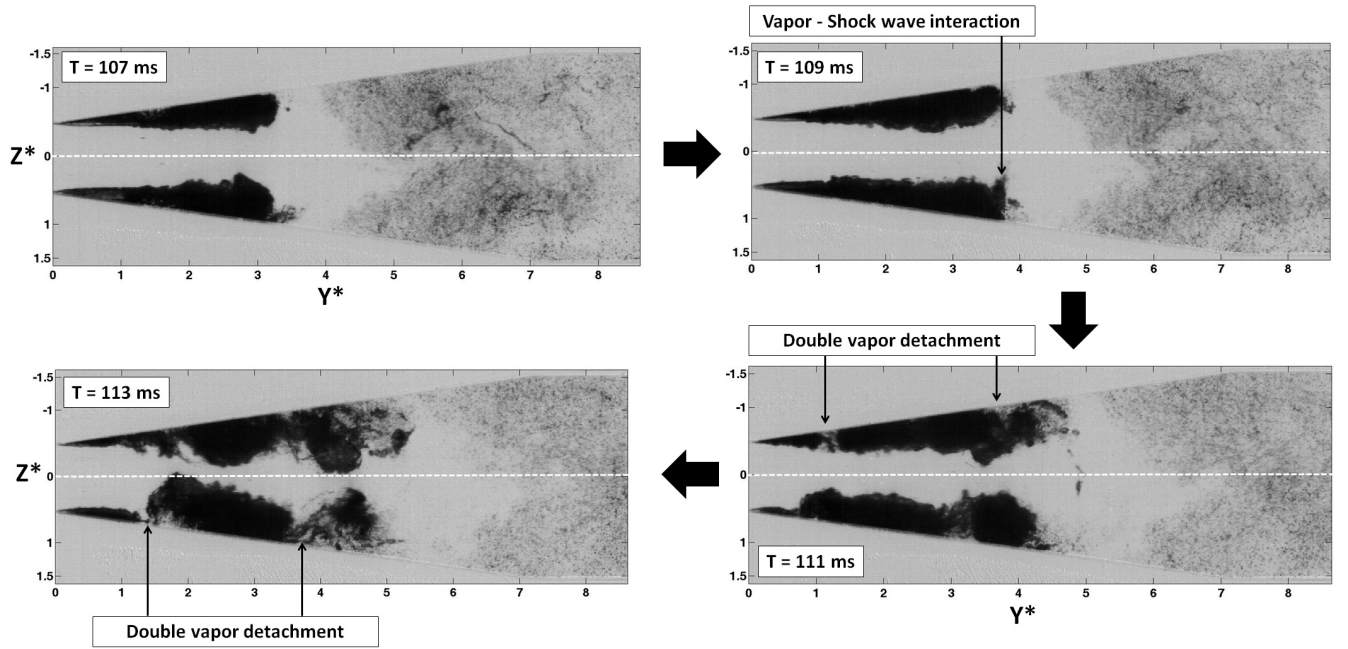 Vapor - Shock wave interaction
T = 107 ms
-1.5
-1
Z*
0
1
1.5
0 1 2 3 4 5 6 7 8
Y*
T = 109 ms
-1.5
-1
0
1
1.5
0 1 2 3 4 5 6 7 8
Double vapor detachment
T = 113 ms
-1.5
-1
Z*
0
1
1.5
0 1 2 3 4 5 6 7 8
Double vapor detachment
-1.5
-1
0
1
1.5
T = 111 ms
0 1 2 3 4 5 6 7 8
Y*